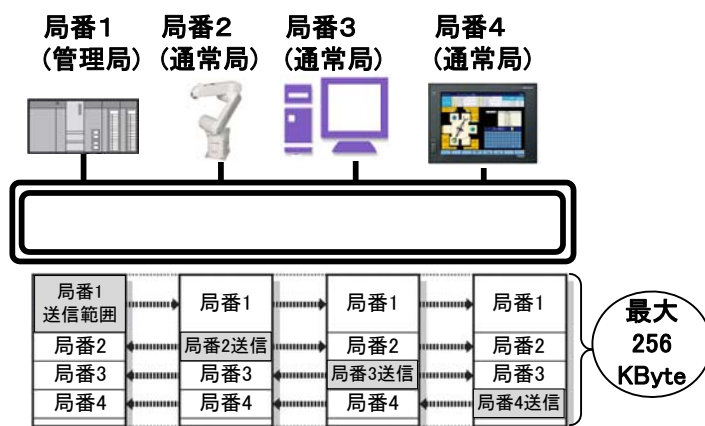 局番1
(管理局)
局番2
(通常局)
局番3
(通常局)
局番4
(通常局)
局番1
送信範囲
局番1
局番1
局番1
局番2
局番2送信
局番2
局番2
局番3
局番3
局番3送信
局番3
局番4
局番4
局番4
局番4送信
最大
256
KByte